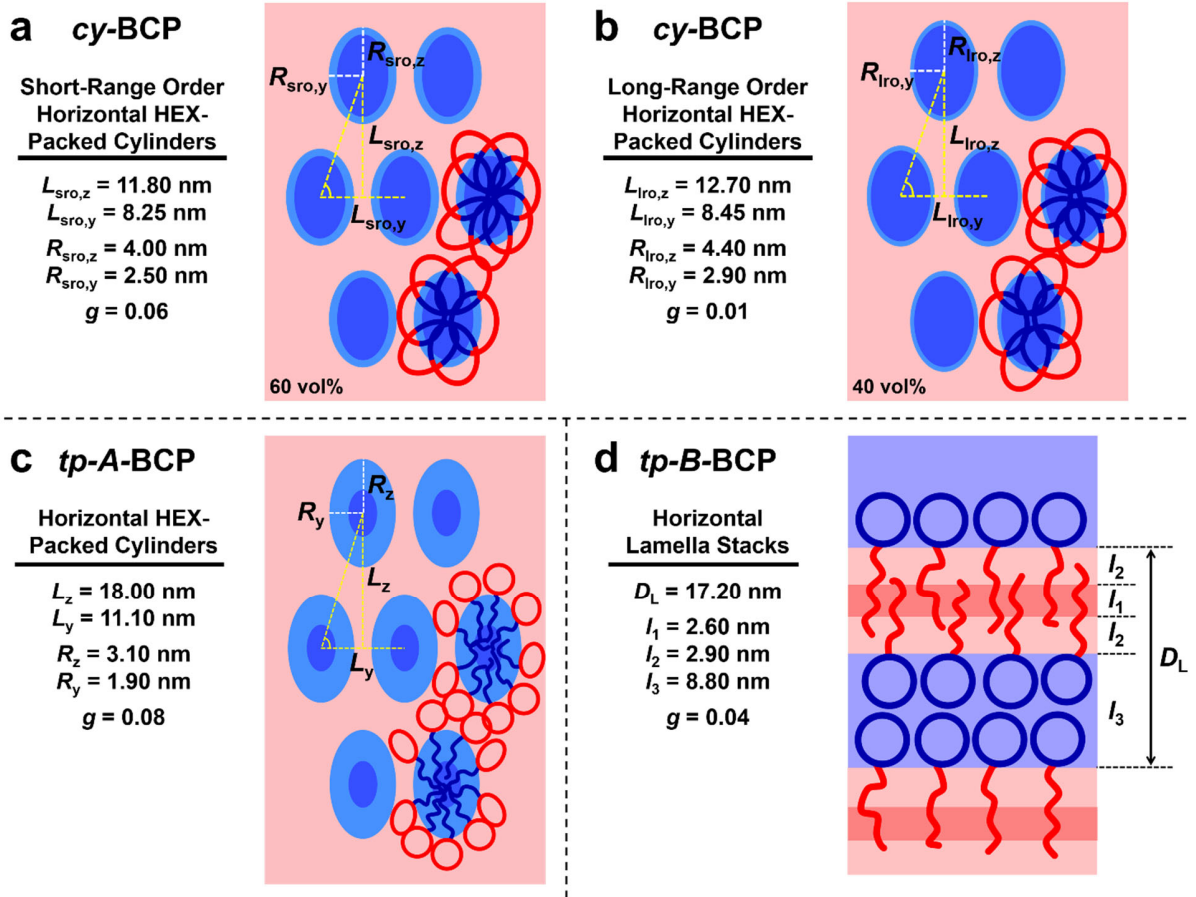 a cy-BCP
Short-Range Order
Horizontal HEX-
Packed Cylinders
Lsro,z = 11.80 nm
Lsro,y = 8.25 nm
Rsro,z = 4.00 nm
Rsro,y = 2.50 nm
g = 0.06
Rsro,z
Rsro,y
Lsro,z
Lsro,y
60 vol%
b cy-BCP
Long-Range Order
Horizontal HEX-
Packed Cylinders
Llro,z = 12.70 nm
Llro,y = 8.45 nm
Rlro,z = 4.40 nm
Rlro,y = 2.90 nm
g = 0.01
Rlro,z
Rlro,y
Llro,z
Llro,y
40 vol%
c tp-A-BCP
Horizontal HEX-
Packed Cylinders
Lz = 18.00 nm
Ly = 11.10 nm
Rz = 3.10 nm
Ry = 1.90 nm
g = 0.08
Rz
Ry
Lz
Ly
d tp-B-BCP
Horizontal
Lamella Stacks
DL = 17.20 nm
l1 = 2.60 nm
l2 = 2.90 nm
l3 = 8.80 nm
g = 0.04
l2
l1
l2
DL
l3